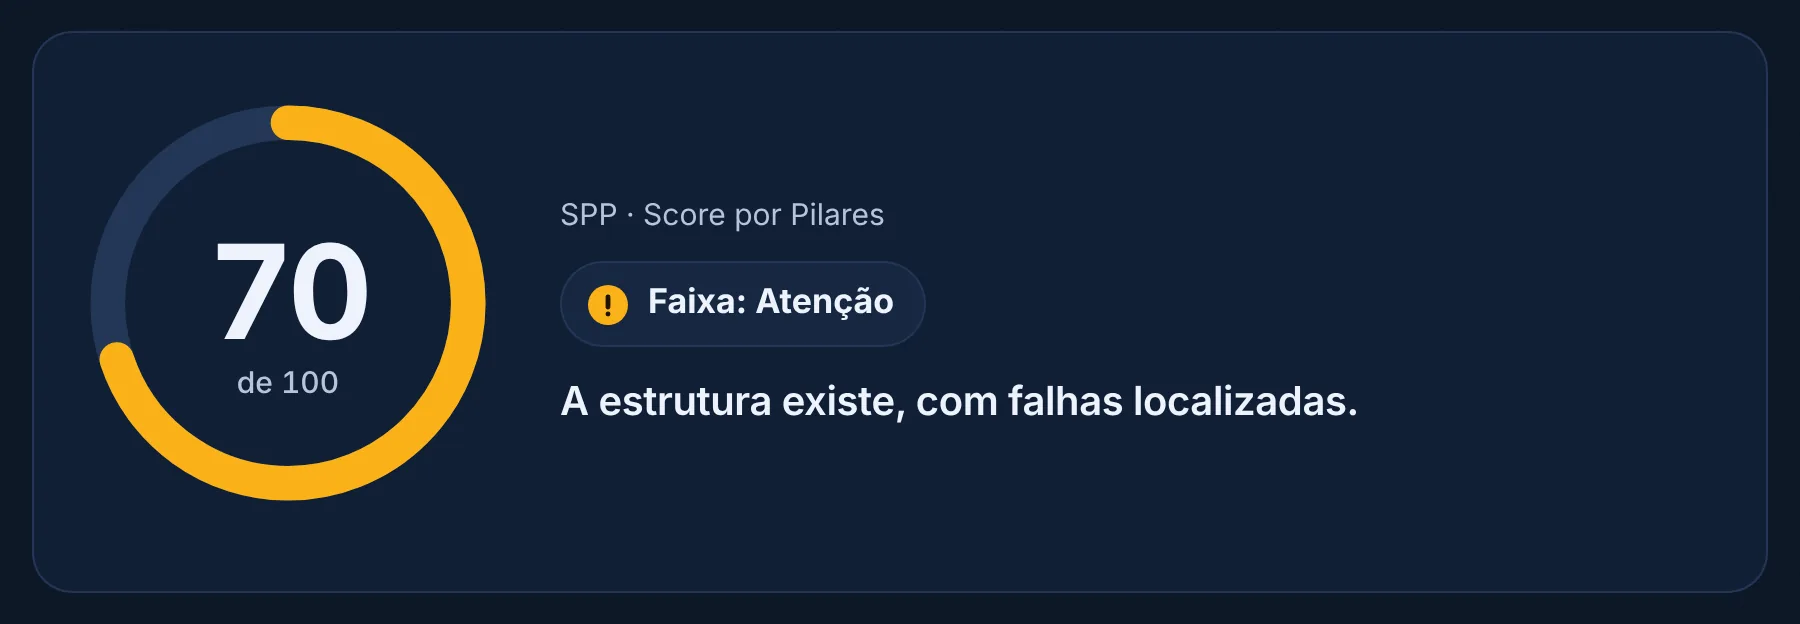 70
de 100
SPP · Score por Pilares
Faixa: Atenção
A estrutura existe, com falhas localizadas.